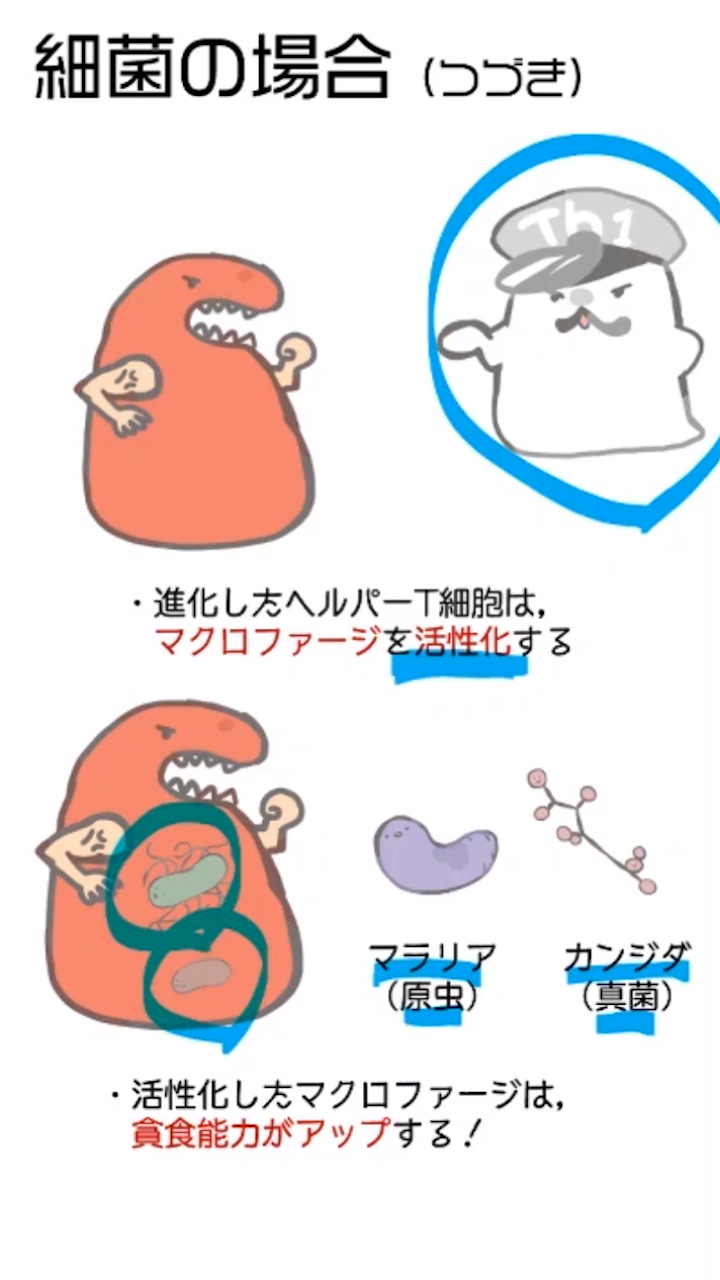 細菌の場合 (つづき)
Th1
・進化したヘルパーT細胞は,
マクロファージを活性化する
マラリア
(原虫)
カンジダ
(真菌)
・活性化したマクロファージは,
貪食能力がアップする!